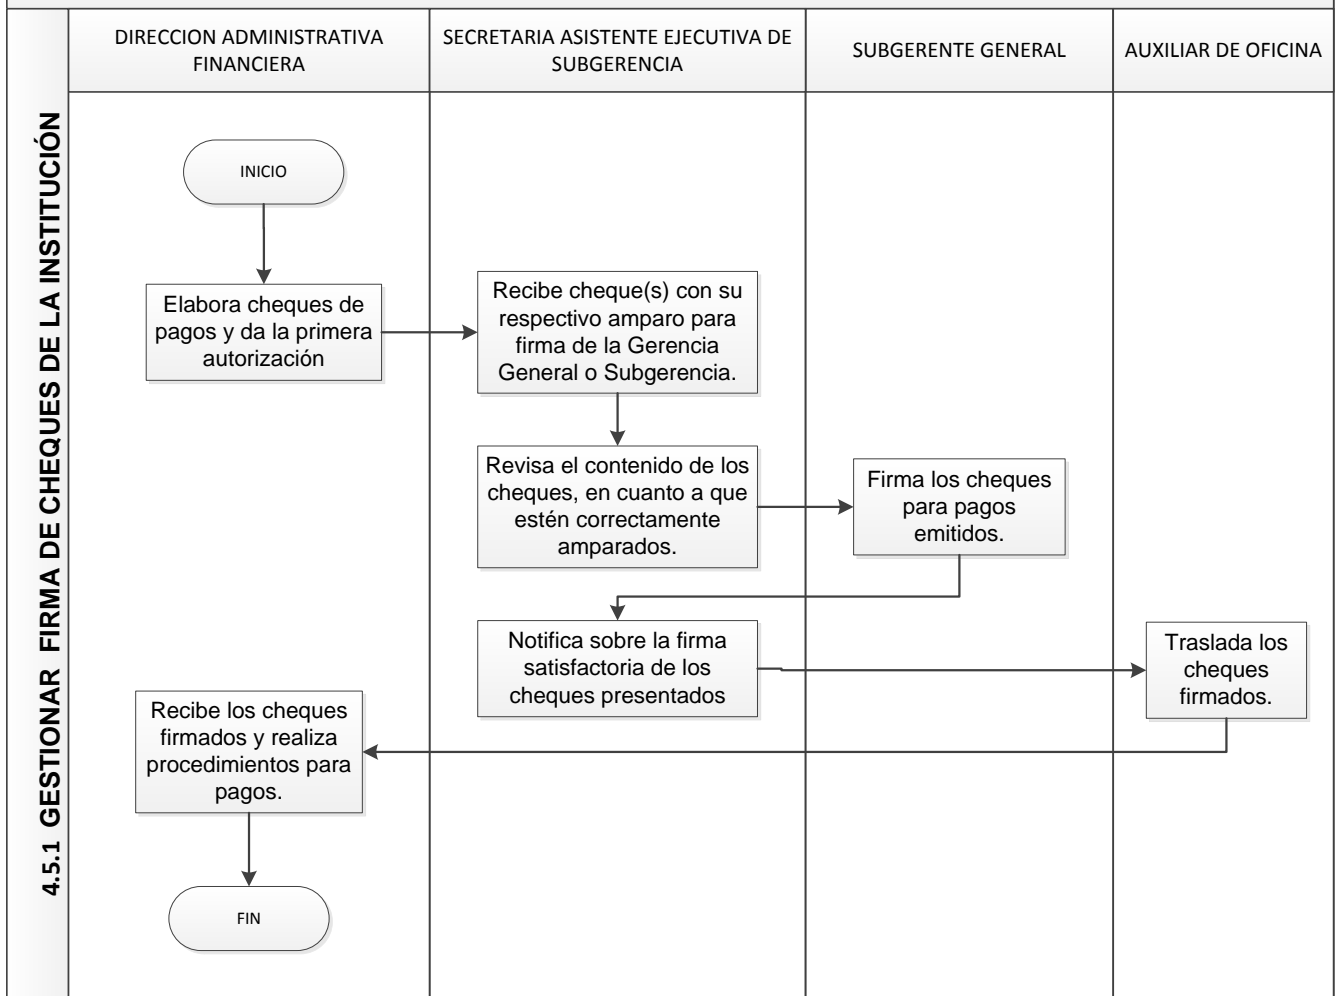 DIRECCION ADMINISTRATIVA
FINANCIERA
SECRETARIA ASISTENTE EJECUTIVA DE
SUBGERENCIA
SUBGERENTE GENERAL
AUXILIAR DE OFICINA
4.5.1 GESTIONAR FIRMA DE CHEQUES DE LA INSTITUCIÓN
INICIO
Elabora cheques de
pagos y da la primera
autorización
Recibe cheque(s) con su
respectivo amparo para
firma de la Gerencia
General o Subgerencia.
Revisa el contenido de los
cheques, en cuanto a que
estén correctamente
amparados.
Firma los cheques
para pagos
emitidos.
Notifica sobre la firma
satisfactoria de los
cheques presentados
Traslada los
cheques
firmados.
Recibe los cheques
firmados y realiza
procedimientos para
pagos.
FIN